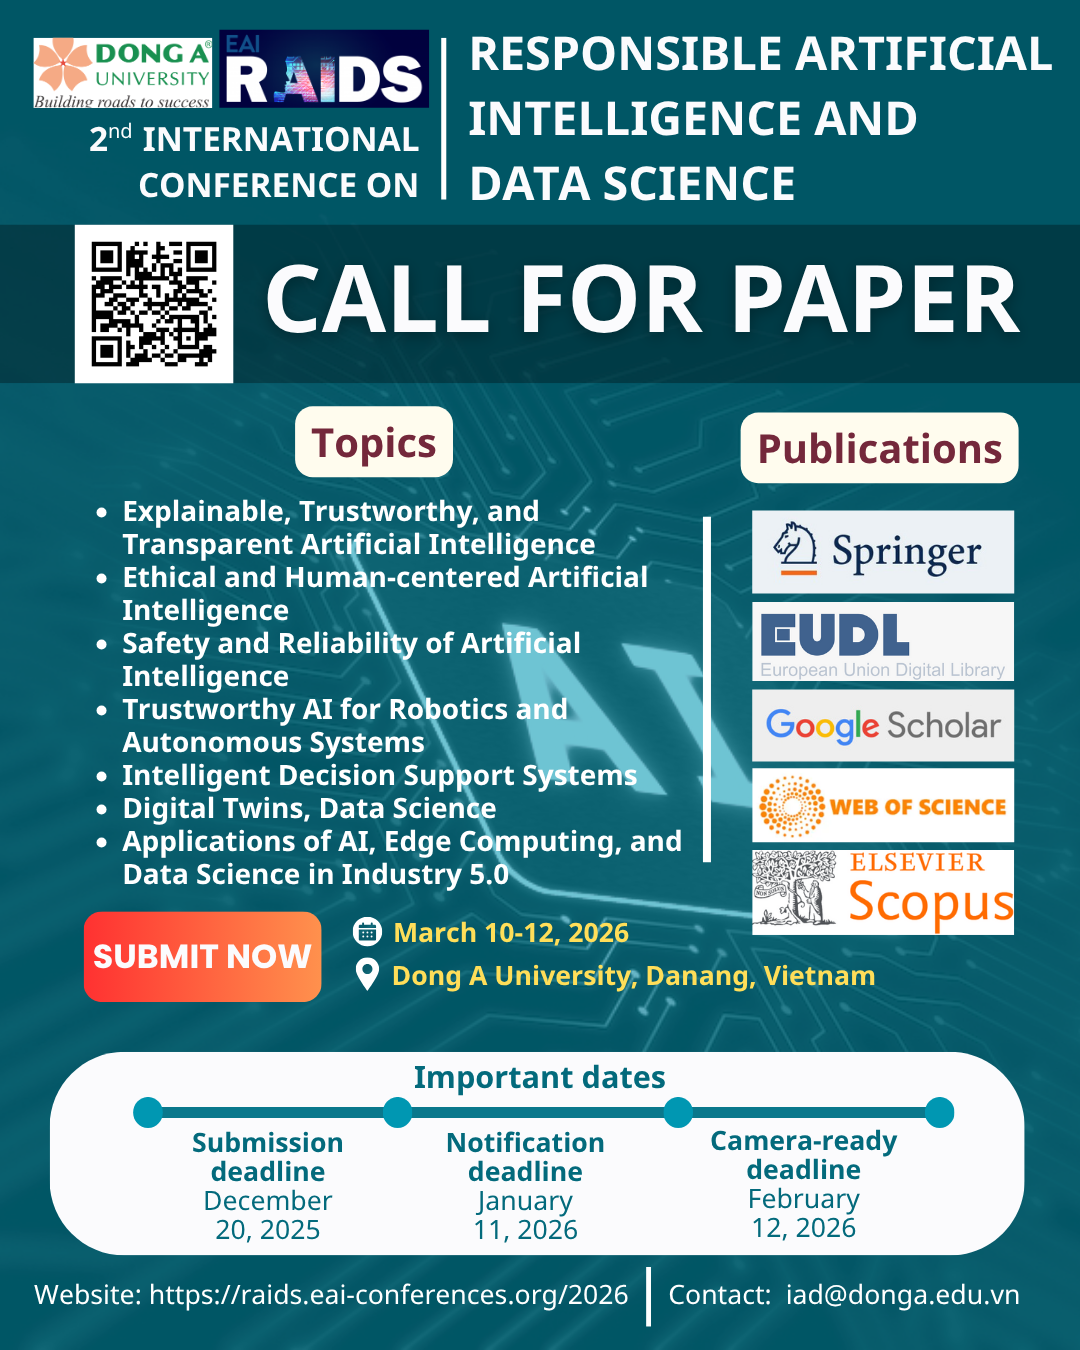 DONG A®
UNIVERSITY
Building roads to success
EAI
RAIDS
2nd INTERNATIONAL
CONFERENCE ON
RESPONSIBLE ARTIFICIAL
INTELLIGENCE AND
DATA SCIENCE
CALL FOR PAPER
Topics
• Explainable, Trustworthy, and
Transparent Artificial Intelligence
• Ethical and Human-centered Artificial
Intelligence
• Safety and Reliability of Artificial
Intelligence
• Trustworthy AI for Robotics and
Autonomous Systems
• Intelligent Decision Support Systems
• Digital Twins, Data Science
• Applications of AI, Edge Computing, and
Data Science in Industry 5.0
AI
Publications
Springer
EUDL
European Union Digital Library
Google Scholar
WEB OF SCIENCE
ELSEVIER
Scopus
SUBMIT NOW
March 10-12, 2026
Dong A University, Danang, Vietnam
Important dates
Submission
deadline
December
20, 2025
Notification
deadline
January
11, 2026
Camera-ready
deadline
February
12, 2026
Website: https://raids.eai-conferences.org/2026
Contact: iad@donga.edu.vn